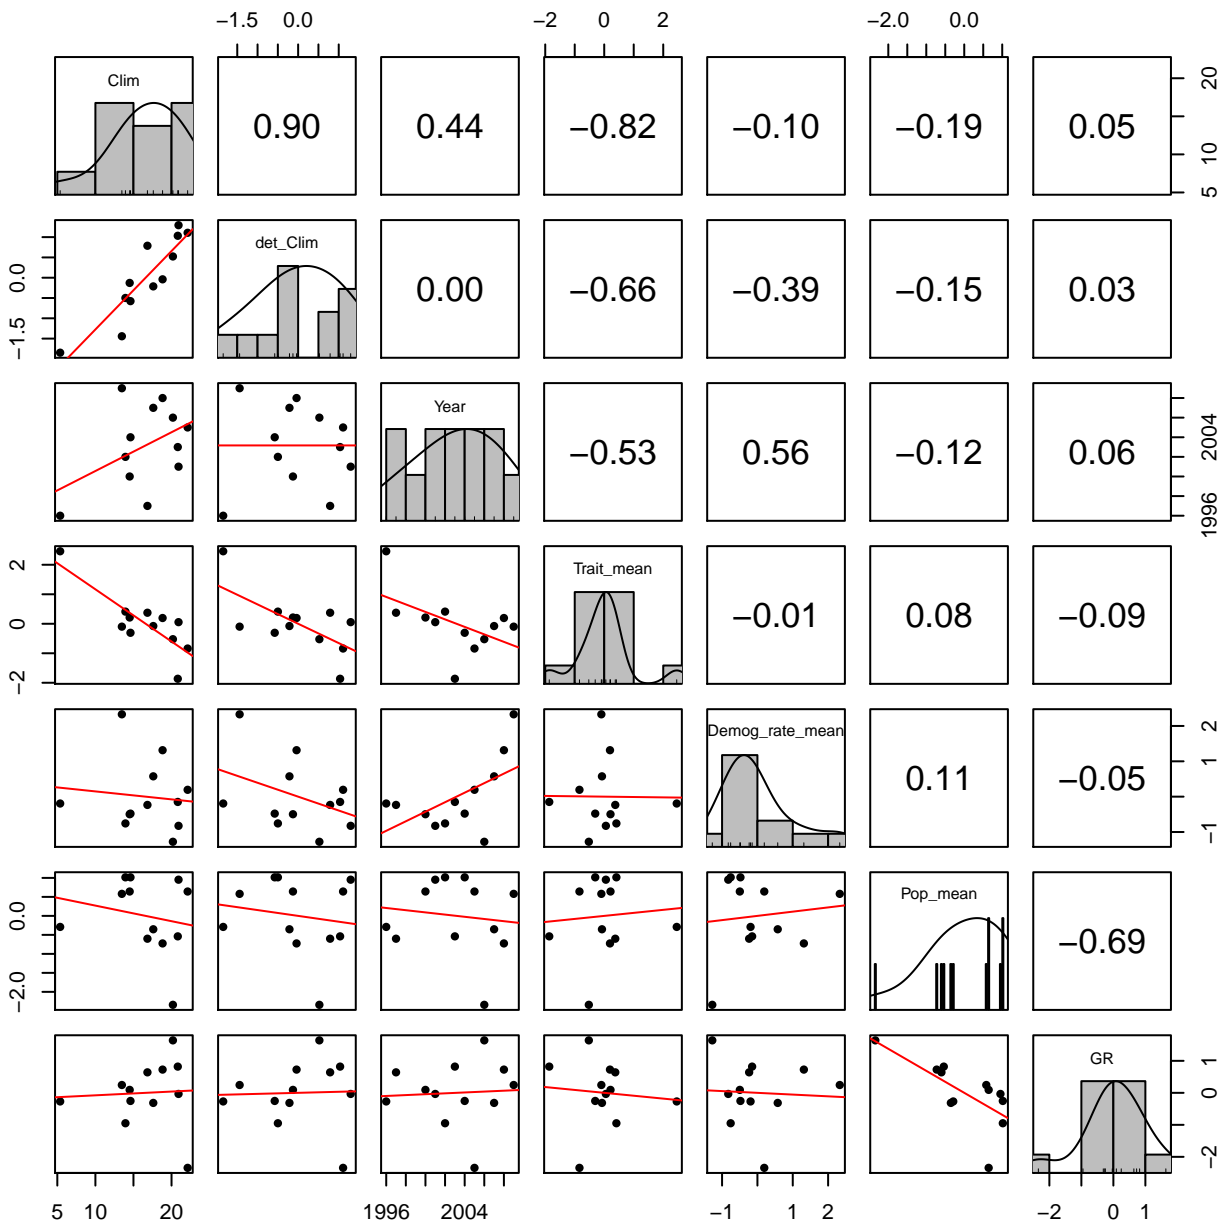 −1.5 0.0 −2 0 2 −2.0 0.0
Clim 0.90 0.44 −0.82 −0.10 −0.19 0.05 5 10 20
−1.5 0.0 det_Clim 0.00 −0.66 −0.39 −0.15 0.03
Year −0.53 0.56 −0.12 0.06 1996 2004
−2 0 2 Trait_mean −0.01 0.08 −0.09
Demog_rate_mean 0.11 −0.05 −1 1 2
−2.0 0.0 Pop_mean −0.69
GR −2 0 1
5 10 20 1996 2004 −1 1 2 −2 0 1